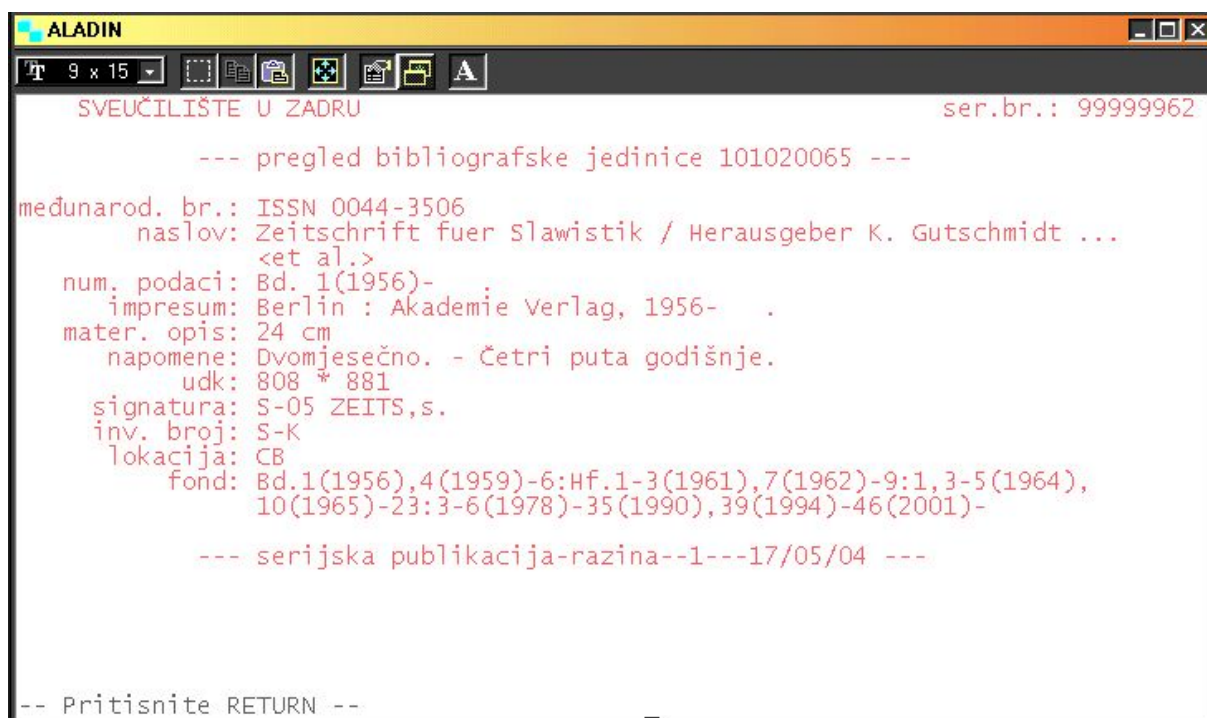 ALADIN
9 x 15
A
SVEUČILIŠTE U ZADRU ser.br.: 99999962
--- pregled bibliografske jedinice 101020065 ---
međunarod. br.: ISSN 0044-3506
naslov: Zeitschrift fuer Slawistik / Herausgeber K. Gutschmidt ...
<et al.>
num. podaci: Bd. 1(1956)- .
impresum: Berlin : Akademie Verlag, 1956- .
mater. opis: 24 cm
napomene: Dvomjesečno. - Četri puta godišnje.
udk: 808 * 881
signatura: S-05 ZEITS,s.
inv. broj: S-K
lokacija: CB
fond: Bd.1(1956),4(1959)-6:Hf.1-3(1961),7(1962)-9:1,3-5(1964),
10(1965)-23:3-6(1978)-35(1990),39(1994)-46(2001)-
--- serijska publikacija-razina--1---17/05/04 ---
-- Pritisnite RETURN --